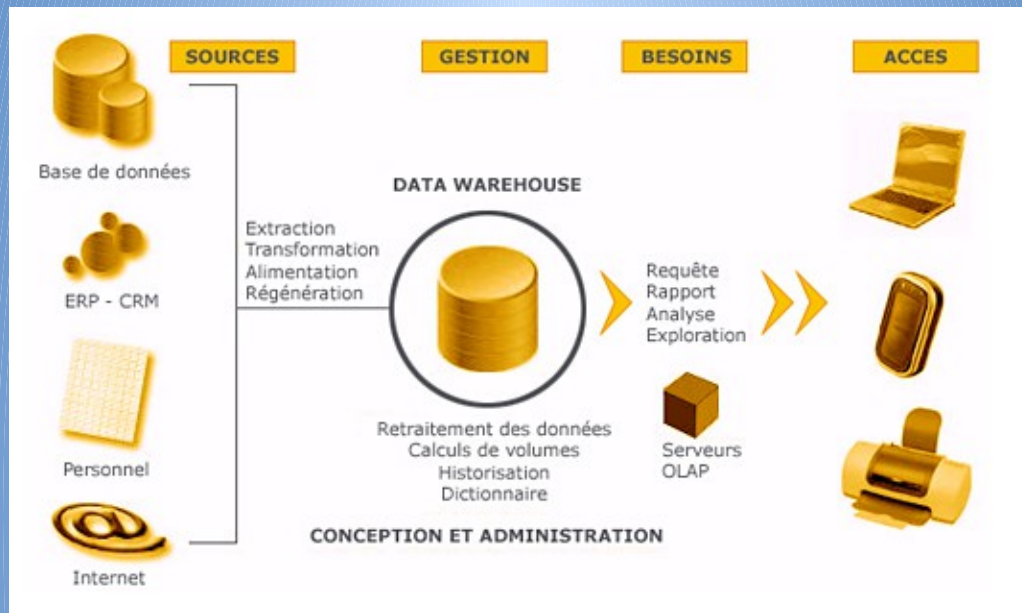 SOURCES
GESTION
BESOINS
ACCES
Base de données
ERP - CRM
Personnel
Internet
Extraction
Transformation
Alimentation
Régénération
DATA WAREHOUSE
Retraitement des données
Calculs de volumes
Historisation
Dictionnaire
CONCEPTION ET ADMINISTRATION
Requête
Rapport
Analyse
Exploration
Serveurs
OLAP